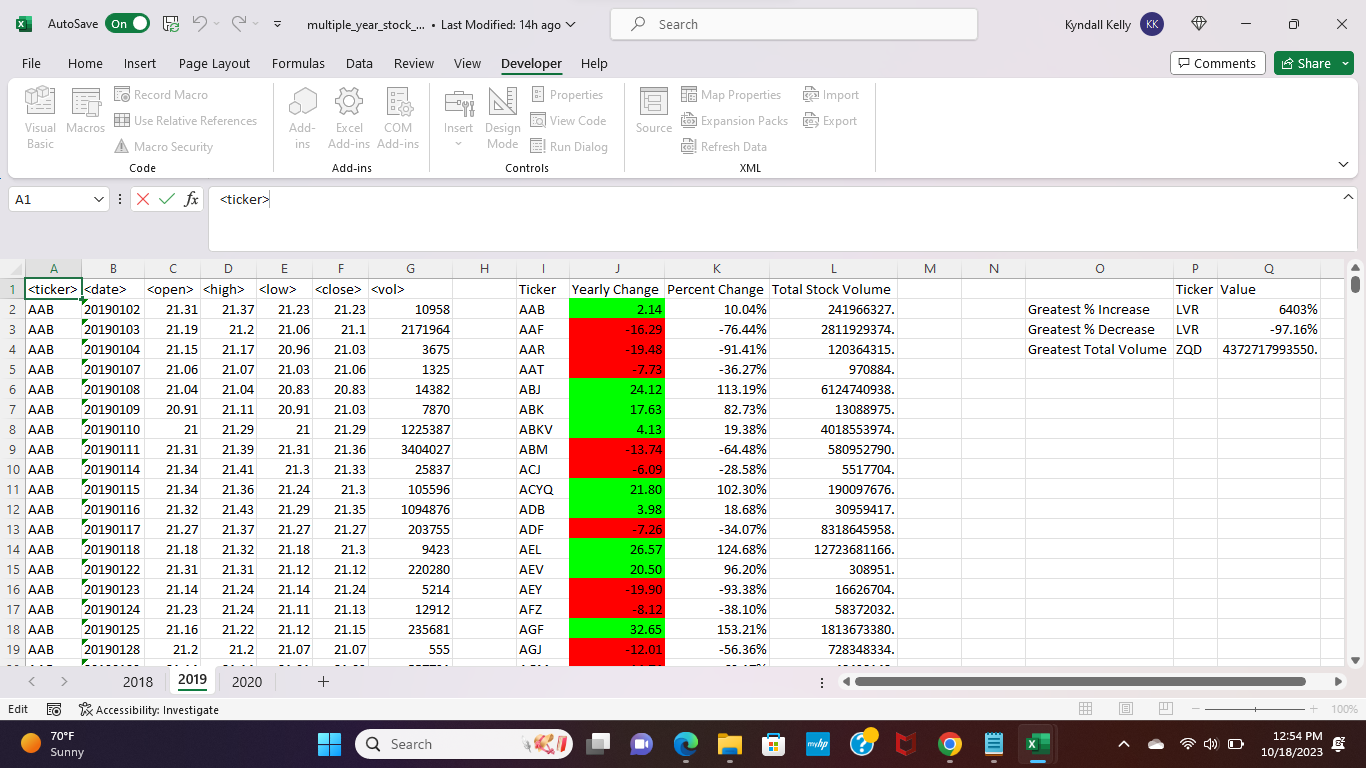 AutoSave On multiple_year_stock_... • Last Modified: 14h ago Search Kyndall Kelly KK
File Home Insert Page Layout Formulas Data Review View Developer Help Comments Share
Visual Basic Macros Record Macro Use Relative References Macro Security Code
Add-ins Excel Add-ins COM Add-ins Add-ins
Insert Design Mode Properties View Code Run Dialog Controls
Source Map Properties Expansion Packs Refresh Data Import Export XML
A1 fx <ticker>
A B C D E F G H I J K L M N O P Q
1 <ticker> <date> <open> <high> <low> <close> <vol> Ticker Yearly Change Percent Change Total Stock Volume Ticker Value
2 AAB 20190102 21.31 21.37 21.23 21.23 10958 AAB 2.14 10.04% 241966327. Greatest % Increase LVR 6403%
3 AAB 20190103 21.19 21.2 21.06 21.1 2171964 AAF -16.29 -76.44% 2811929374. Greatest % Decrease LVR -97.16%
4 AAB 20190104 21.15 21.17 20.96 21.03 3675 AAR -19.48 -91.41% 120364315. Greatest Total Volume ZQD 4372717993550.
5 AAB 20190107 21.06 21.07 21.03 21.06 1325 AAT -7.73 -36.27% 970884.
6 AAB 20190108 21.04 21.04 20.83 20.83 14382 ABJ 24.12 113.19% 6124740938.
7 AAB 20190109 20.91 21.11 20.91 21.03 7870 ABK 17.63 82.73% 13088975.
8 AAB 20190110 21 21.29 21 21.29 1225387 ABKV 4.13 19.38% 4018553974.
9 AAB 20190111 21.31 21.39 21.31 21.36 3404027 ABM -13.74 -64.48% 580952790.
10 AAB 20190114 21.34 21.41 21.3 21.33 25837 ACJ -6.09 -28.58% 5517704.
11 AAB 20190115 21.34 21.36 21.24 21.3 105596 ACYQ 21.80 102.30% 190097676.
12 AAB 20190116 21.32 21.43 21.29 21.35 1094876 ADB 3.98 18.68% 30959417.
13 AAB 20190117 21.27 21.37 21.27 21.27 203755 ADF -7.26 -34.07% 8318645958.
14 AAB 20190118 21.18 21.32 21.18 21.3 9423 AEL 26.57 124.68% 12723681166.
15 AAB 20190122 21.31 21.31 21.12 21.12 220280 AEV 20.50 96.20% 308951.
16 AAB 20190123 21.14 21.24 21.14 21.24 5214 AEY -19.90 -93.38% 16626704.
17 AAB 20190124 21.23 21.24 21.11 21.13 12912 AFZ -8.12 -38.10% 58372032.
18 AAB 20190125 21.16 21.22 21.12 21.15 235681 AGF 32.65 153.21% 1813673380.
19 AAB 20190128 21.2 21.2 21.07 21.07 555 AGJ -12.01 -56.36% 728348334.
2018 2019 2020
Edit Accessibility: Investigate 100%
70°F
Sunny
Search
myhp
12:54 PM
10/18/2023